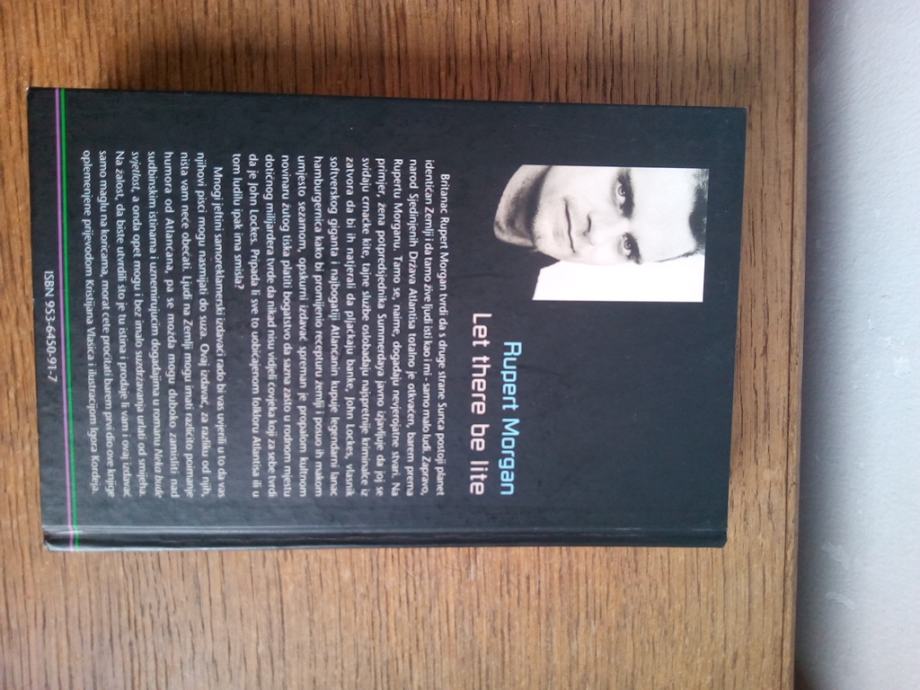 Rupert Morgan
Let there be lite
Britanac Rupert Morgan tvrdi da s druge strane Sunca postoji planet
identičan Zemlji i da tamo žive ljudi isti kao i mi - samo malo luđi. Zapravo,
narod Sjedinjenih Država Atlantisa totalno je otkvačen, barem prema
Rupertu Morganu. Tamo se, naime, događaju nevjerojatne stvari. Na
primjer, žena potpredsjednika Summerdaya javno izjavljuje da joj se
sviđaju crnačke kite, tajne službe oslobađaju najspretnije kriminalce iz
zatvora da bi ih natjerali da pljačkaju banke, John Lockes, vlasnik
softverskog giganta i najbogatiji Atlanćanin kupuje legendarni lanac
hamburgernica kako bi promijenio recepturu žemlji i posuo ih makom
umjesto sezamom, opskurni izdavač spreman je propalom kultnom
novinaru žutog tiska platiti bogatstvo da sazna zašto u rodnom mjestu
dotičnog milijardera tvrde da nikad nisu vidjeli čovjeka koji za sebe tvrdi
da je John Lockes. Pripada li sve to uobičajenom folkloru Atlantisa ili u
tom ludilu ipak ima smisla?
Mnogi jeftini samoreklamerski izdavači rado bi vas uvjerili u to da vas
njihovi pisci mogu nasmijati do suza. Ovaj izdavač, za razliku od njih,
ništa vam neće obećati. Ljudi na Zemlji mogu imati različito poimanje
humora od Atlanćana, pa se možda mogu duboko zamisliti nad
sudbinskim istinama i uznemirujućim događajima u romanu Neka bude
svjetlost, a onda opet mogu i bez imalo suzdržavanja urlati od smijeha.
Na žalost, da biste utvrdili što je tu istina i prodaje li vam i ovaj izdavač
samo maglu na koricama, morat ćete pročitati barem prvi dio ove knjige
oplemenjene prijevodom Kristijana Vlašića i ilustracijom Igora Kordeja.
ISBN 953-6450-91-7